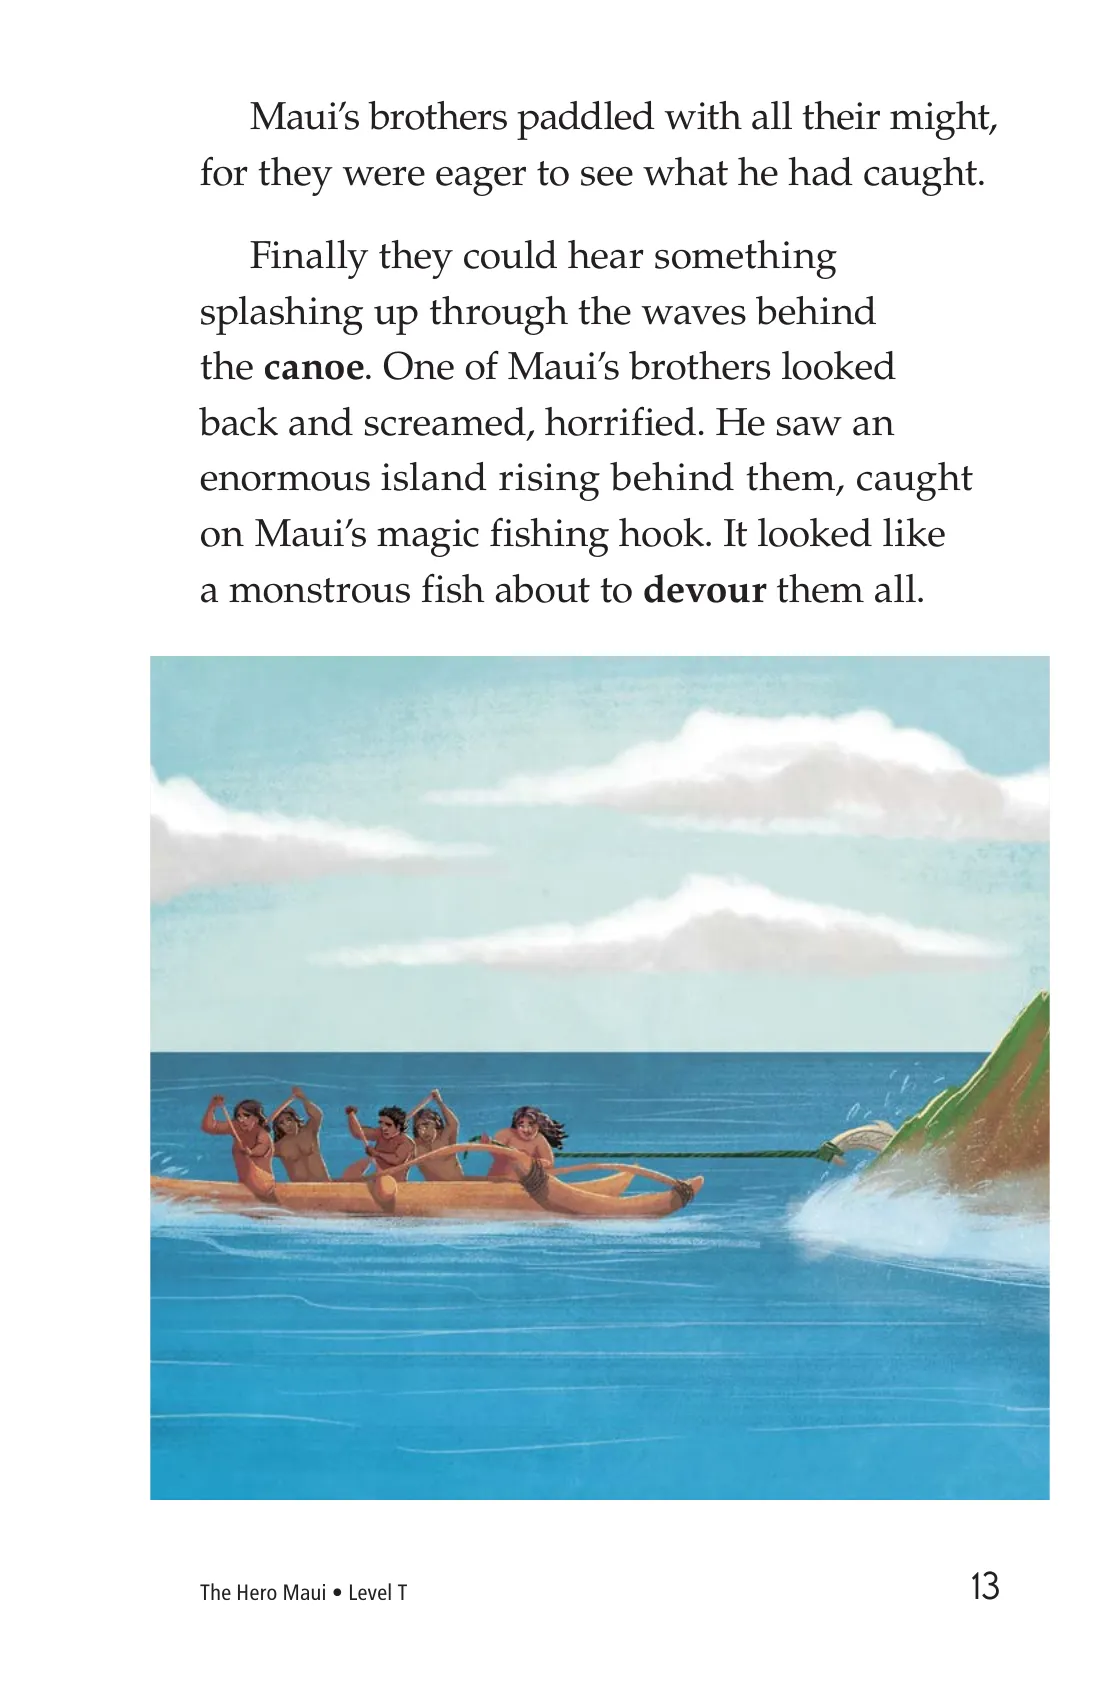 Maui’s brothers paddled with all their might,
for they were eager to see what he had caught.
Finally they could hear something
splashing up through the waves behind
the canoe. One of Maui’s brothers looked
back and screamed, horrified. He saw an
enormous island rising behind them, caught
on Maui’s magic fishing hook. It looked like
a monstrous fish about to devour them all.
The Hero Maui • Level T
13